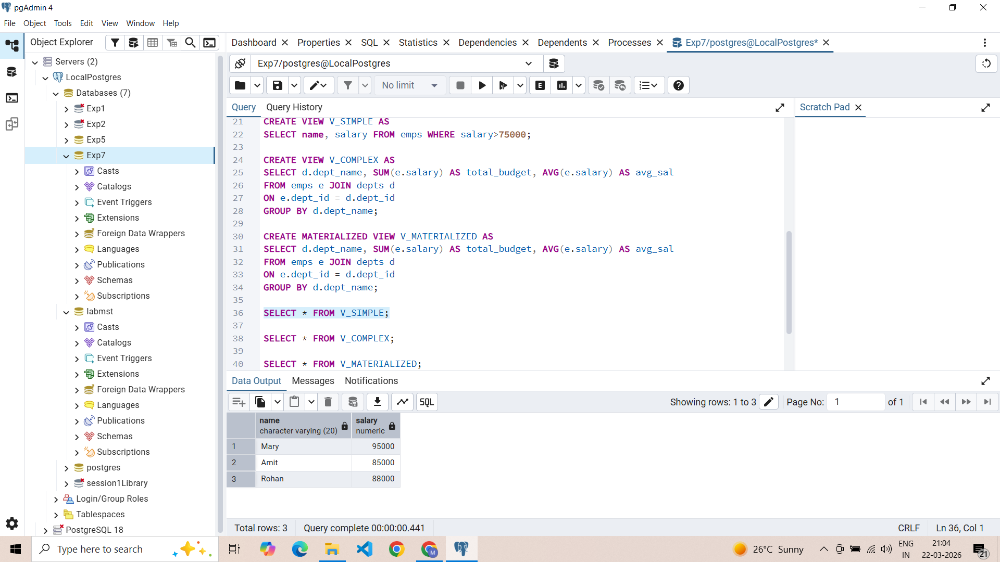 pgAdmin 4
File Object Tools Edit View Window Help
Object Explorer
Dashboard Properties SQL Statistics Dependencies Dependents Processes Exp7/postgres@LocalPostgres*
Servers (2)
LocalPostgres
Databases (7)
Exp1
Exp2
Exp5
Exp7
Casts
Catalogs
Event Triggers
Extensions
Foreign Data Wrappers
Languages
Publications
Schemas
Subscriptions
labmst
Casts
Catalogs
Event Triggers
Extensions
Foreign Data Wrappers
Languages
Publications
Schemas
Subscriptions
postgres
session1Library
Login/Group Roles
Tablespaces
PostgreSQL 18
Exp7/postgres@LocalPostgres
No limit
E
Query Query History
Scratch Pad
21 CREATE VIEW V_SIMPLE AS
22 SELECT name, salary FROM emps WHERE salary>75000;
23
24 CREATE VIEW V_COMPLEX AS
25 SELECT d.dept_name, SUM(e.salary) AS total_budget, AVG(e.salary) AS avg_sal
26 FROM emps e JOIN depts d
27 ON e.dept_id = d.dept_id
28 GROUP BY d.dept_name;
29
30 CREATE MATERIALIZED VIEW V_MATERIALIZED AS
31 SELECT d.dept_name, SUM(e.salary) AS total_budget, AVG(e.salary) AS avg_sal
32 FROM emps e JOIN depts d
33 ON e.dept_id = d.dept_id
34 GROUP BY d.dept_name;
35
36 SELECT * FROM V_SIMPLE;
37
38 SELECT * FROM V_COMPLEX;
39
40 SELECT * FROM V_MATERIALIZED;
Data Output Messages Notifications
SQL Showing rows: 1 to 3 Page No: 1 of 1
name salary
character varying (20) numeric
1 Mary 95000
2 Amit 85000
3 Rohan 88000
Total rows: 3 Query complete 00:00:00.441 CRLF Ln 36, Col 1
Type here to search
M
26°C Sunny
ENG
IN
21:04
22-03-2026
21